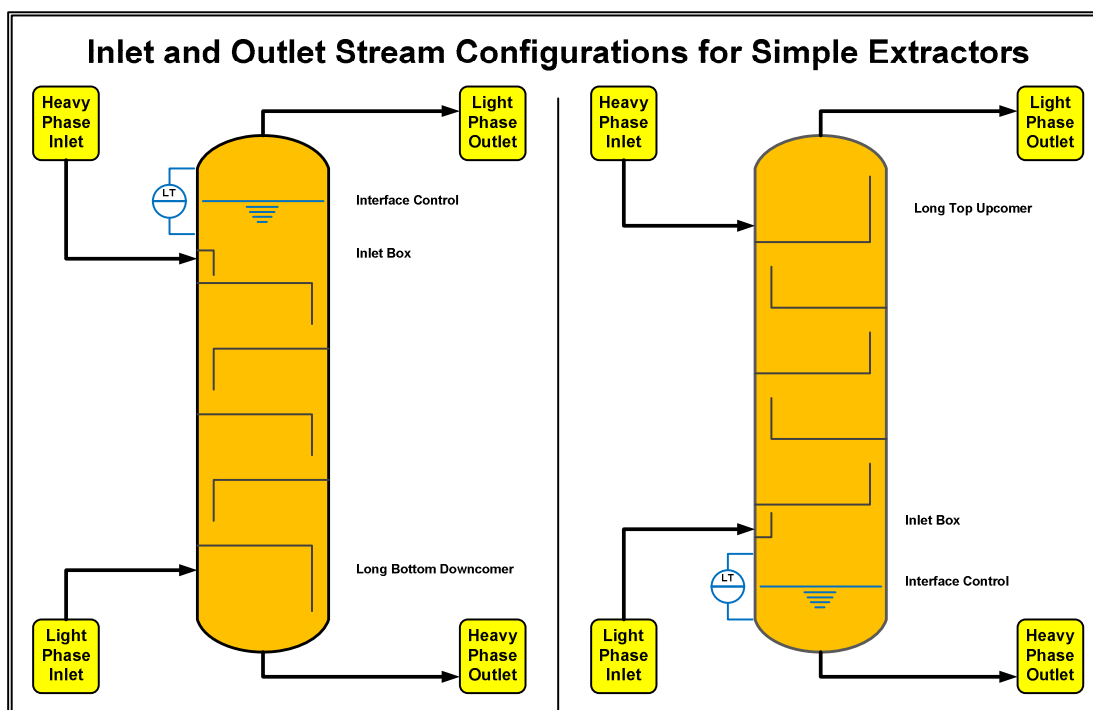 Inlet and Outlet Stream Configurations for Simple Extractors
Heavy
Phase
Inlet
Light
Phase
Outlet
LT
Interface Control
Inlet Box
Long Bottom Downcomer
Light
Phase
Inlet
Heavy
Phase
Outlet
Heavy
Phase
Inlet
Light
Phase
Outlet
Long Top Upcomer
Inlet Box
LT
Interface Control
Light
Phase
Inlet
Heavy
Phase
Outlet